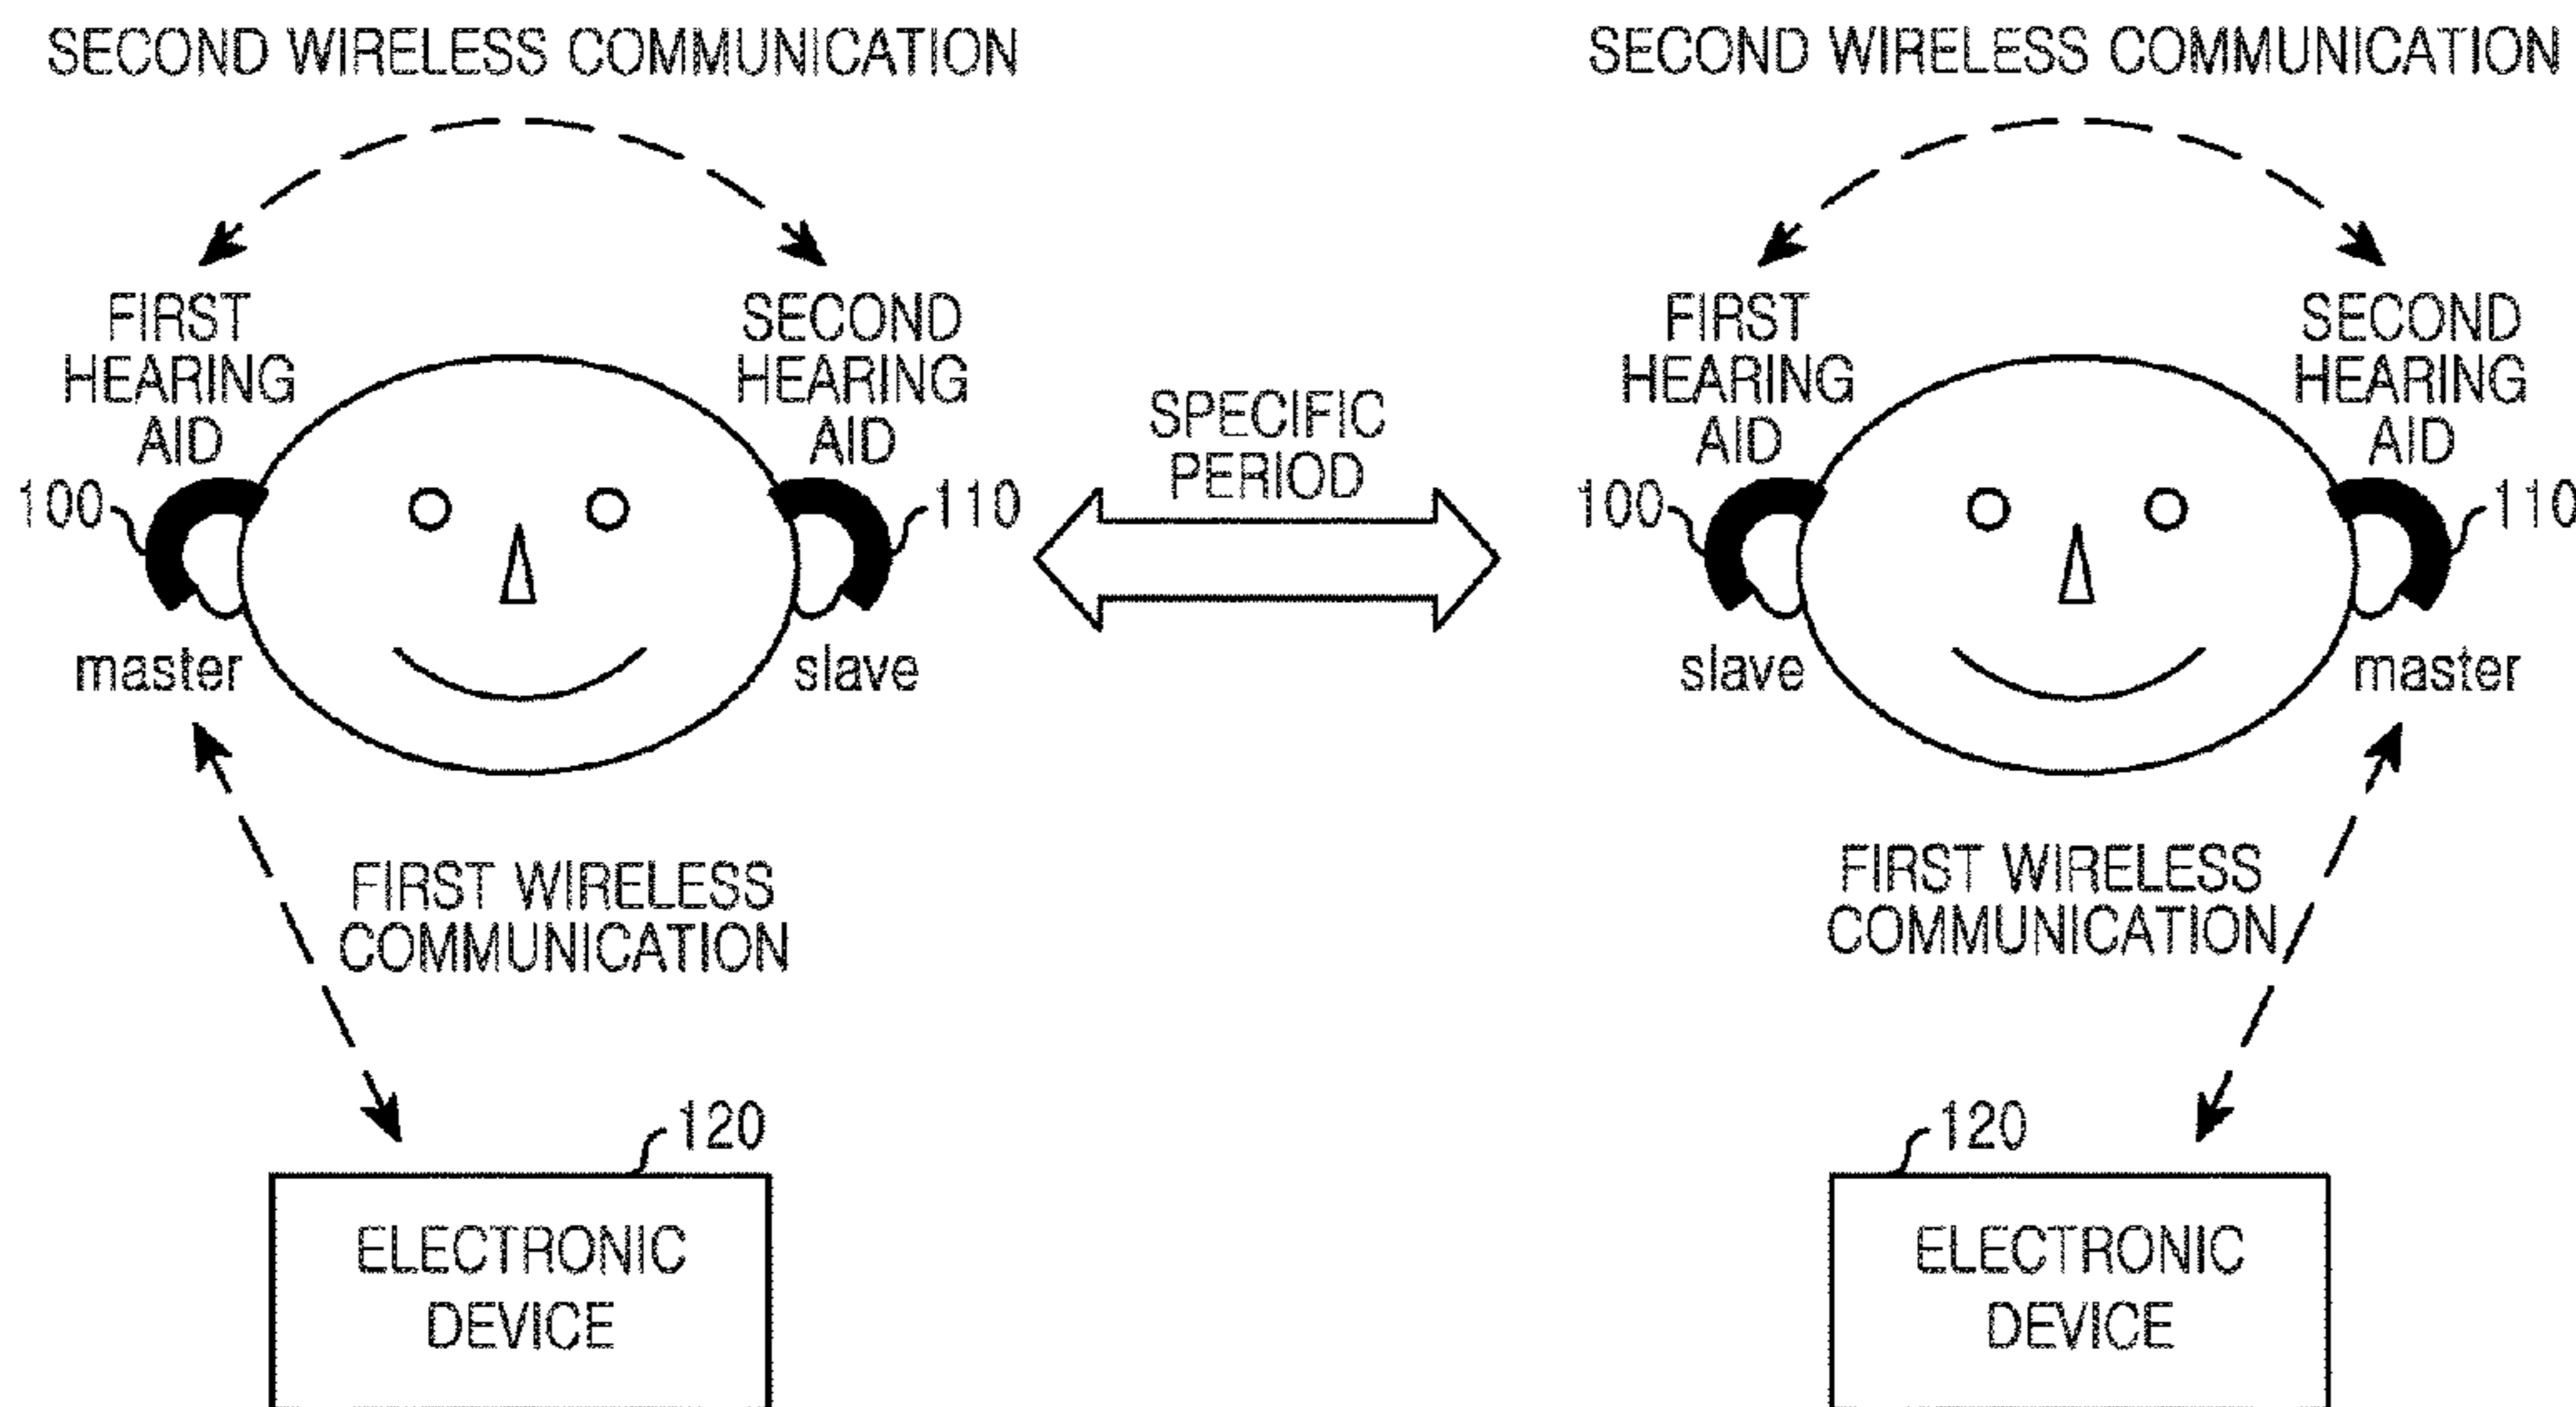 SECOND WIRELESS COMMUNICATION
FIRST
HEARING
AID
SECOND
HEARING
AID
100
110
master
slave
FIRST WIRELESS
COMMUNICATION
120
ELECTRONIC
DEVICE
SPECIFIC
PERIOD
SECOND WIRELESS COMMUNICATION
FIRST
HEARING
AID
SECOND
HEARING
AID
100
110
slave
master
FIRST WIRELESS
COMMUNICATION
120
ELECTRONIC
DEVICE